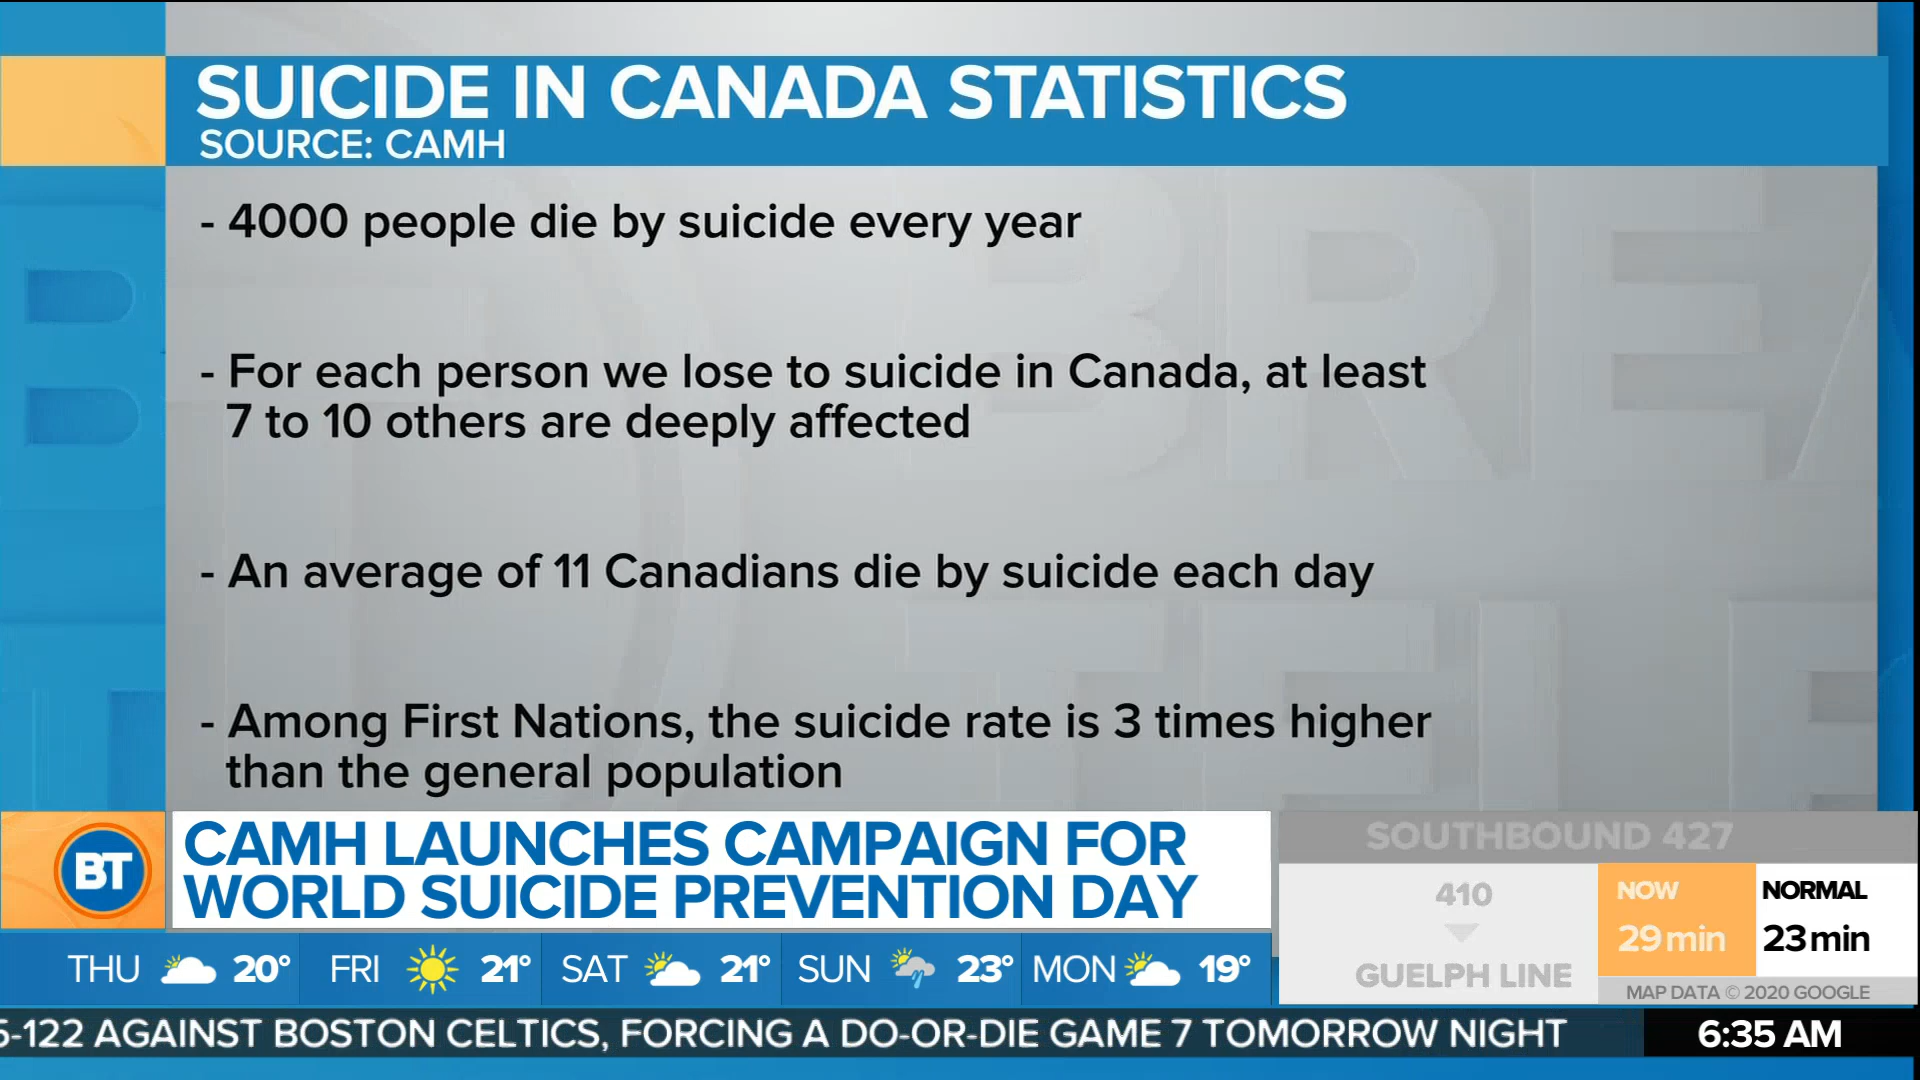 SUICIDE IN CANADA STATISTICS
SOURCE: CAMH
- 4000 people die by suicide every year
- For each person we lose to suicide in Canada, at least
7 to 10 others are deeply affected
- An average of 11 Canadians die by suicide each day
- Among First Nations, the suicide rate is 3 times higher
than the general population
BT
CAMH LAUNCHES CAMPAIGN FOR
WORLD SUICIDE PREVENTION DAY
SOUTHBOUND 427
410
GUELPH LINE
NOW
29 min
NORMAL
23 min
MAP DATA © 2020 GOOGLE
THU 20° FRI 21° SAT 21° SUN 23° MON 19°
5-122 AGAINST BOSTON CELTICS, FORCING A DO-OR-DIE GAME 7 TOMORROW NIGHT
6:35 AM